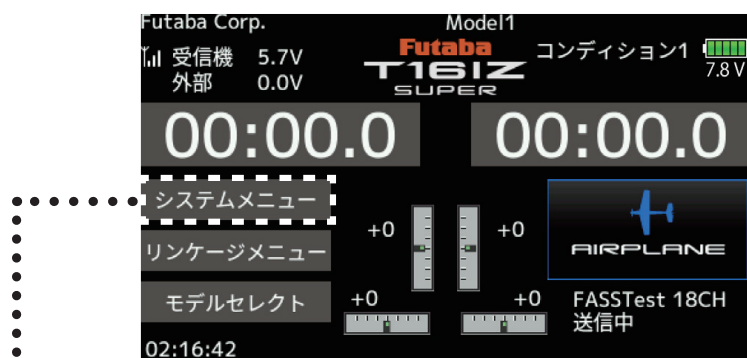 Futaba Corp.
Model1
受信機 5.7V
外部 0.0V
Futaba
T16IZ
SUPER
コンディション1
7.8 V
00:00.0
00:00.0
システムメニュー
リンケージメニュー
モデルセレクト
+0
+0
+0
+0
AIRPLANE
FASSTest 18CH
送信中
02:16:42